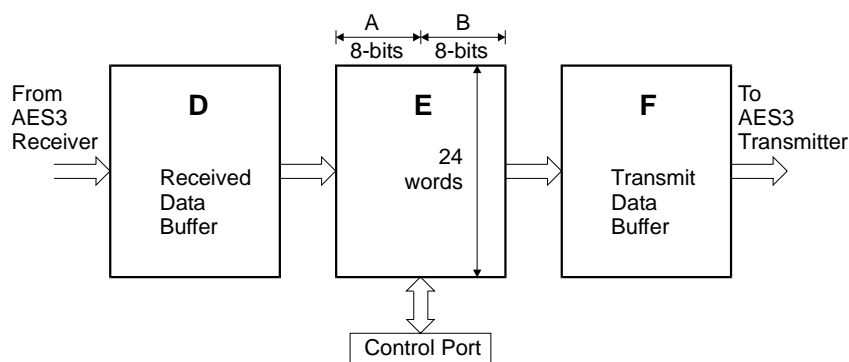 A B
8-bits 8-bits
From
AES3
Receiver
D
Received
Data
Buffer
E
24
words
F
Transmit
Data
Buffer
To
AES3
Transmitter
Control Port